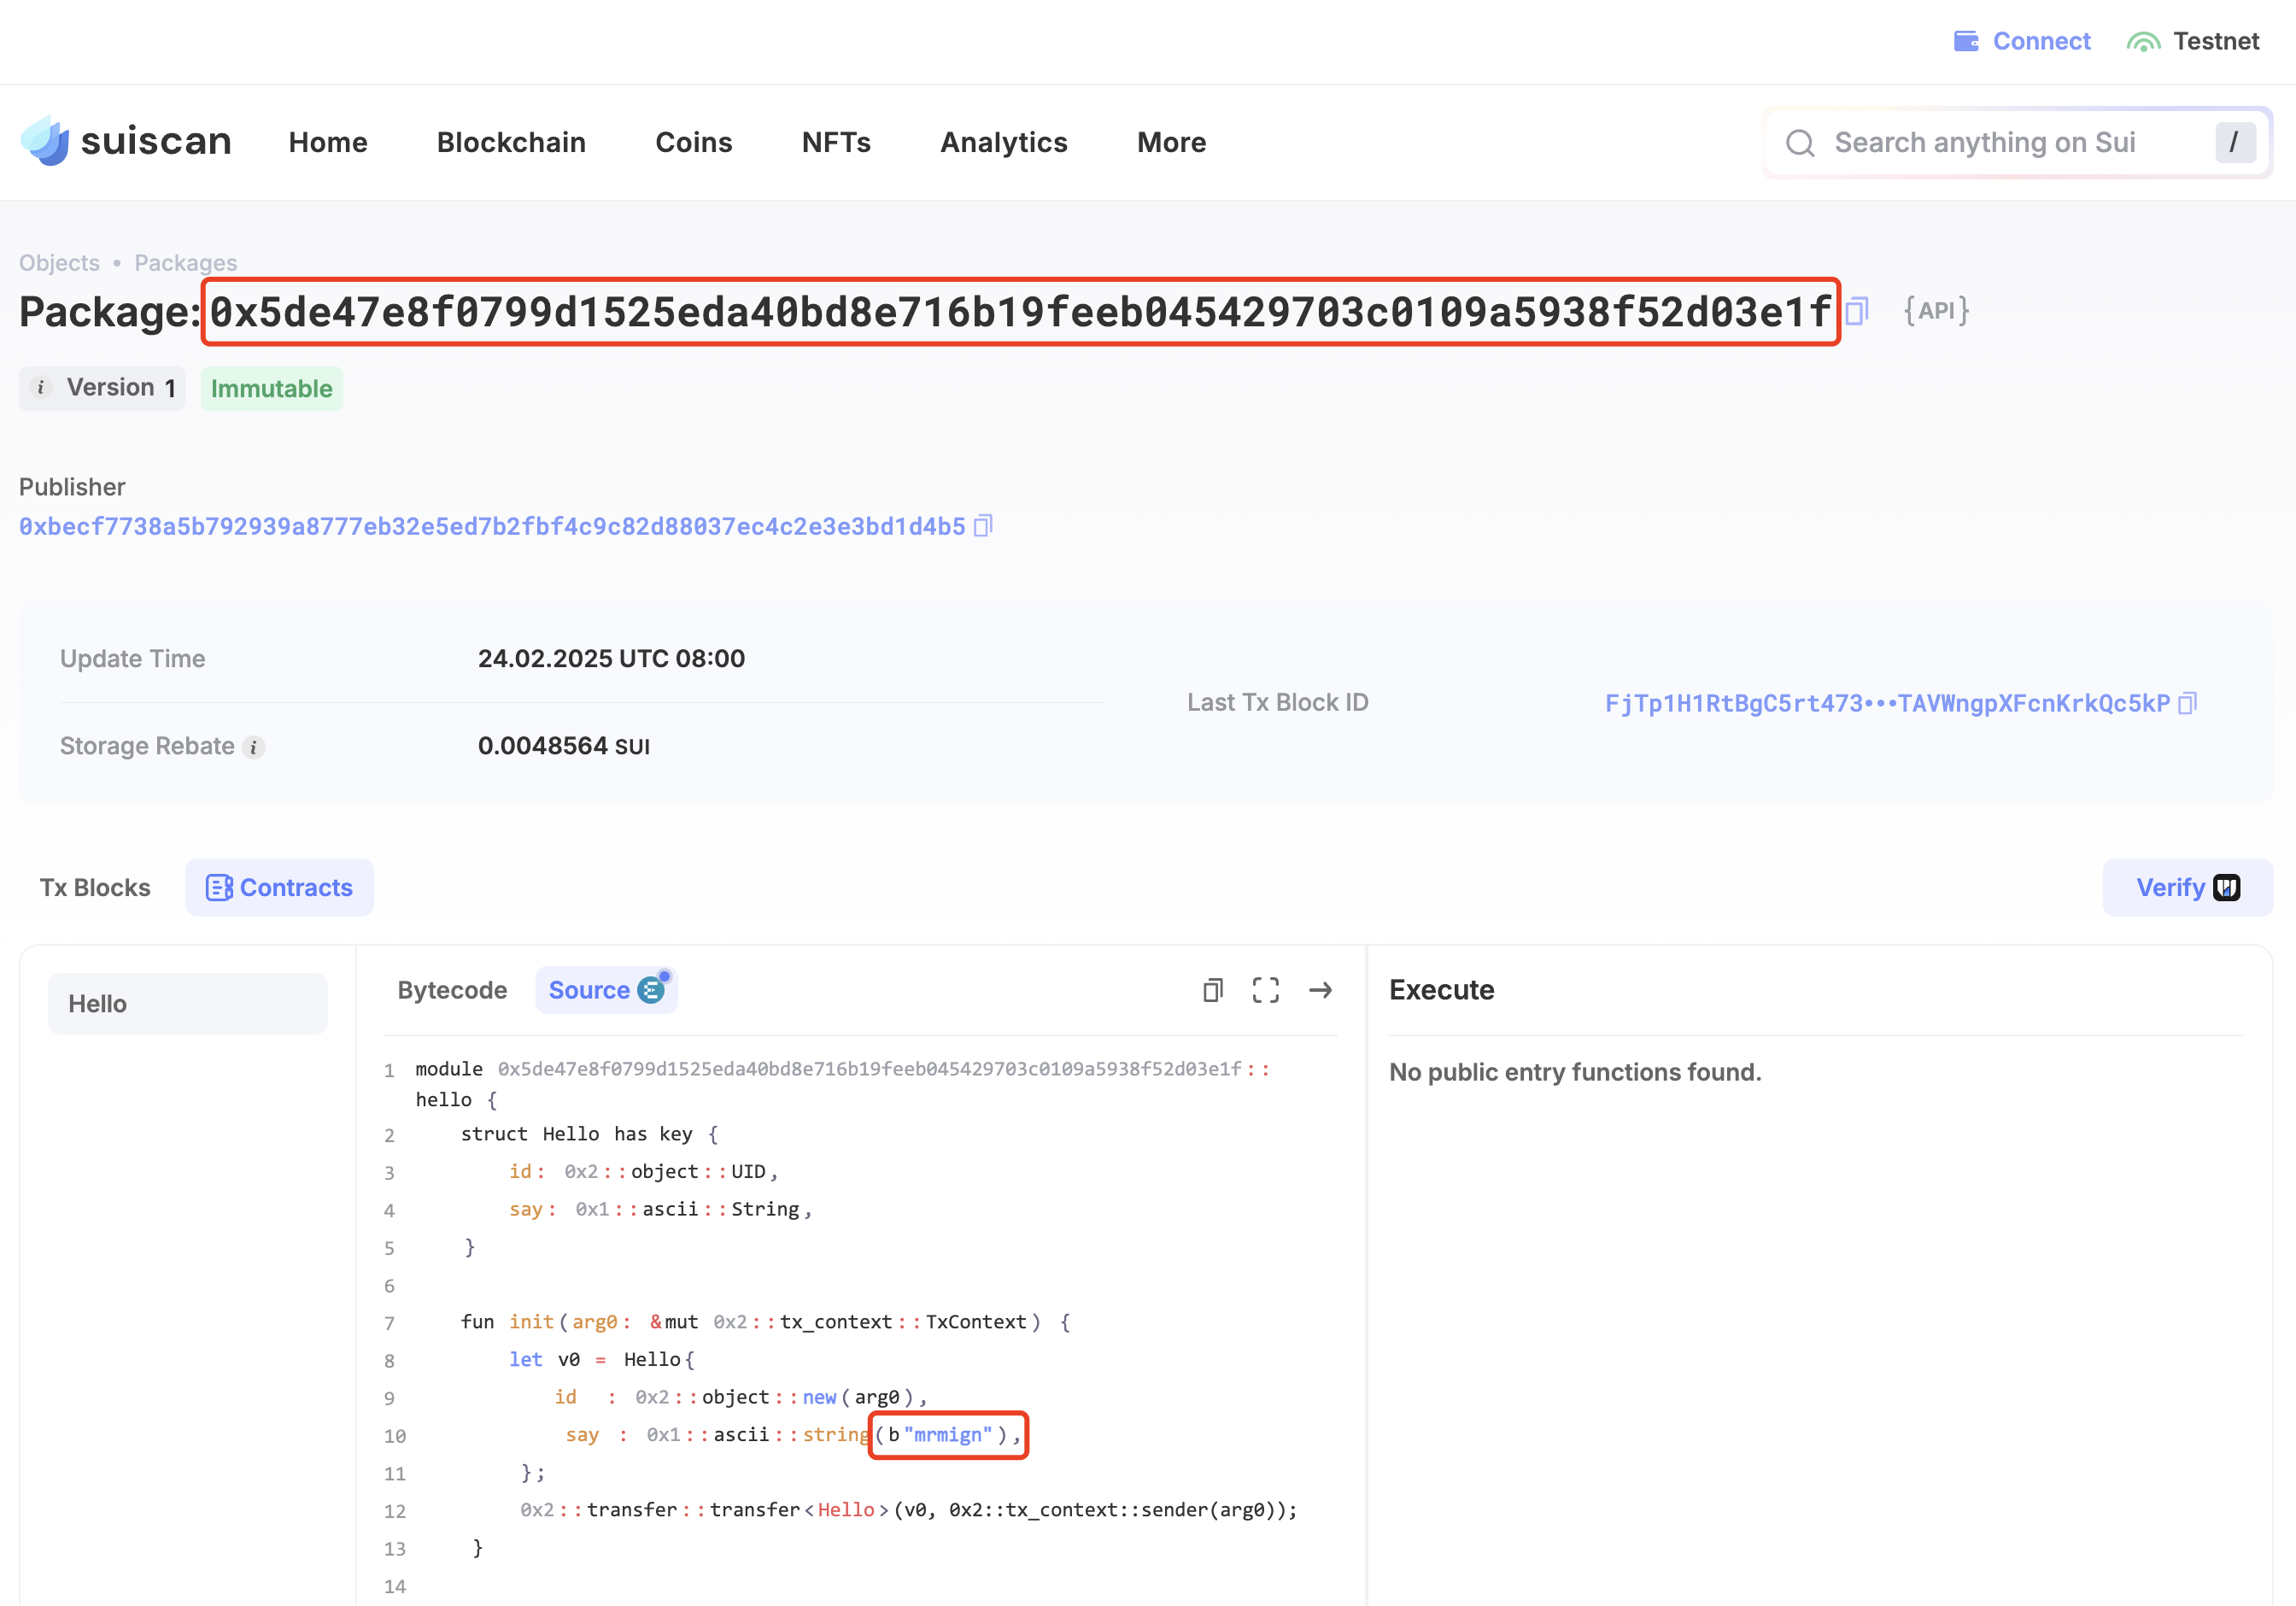 Connect Testnet
suiscan Home Blockchain Coins NFTs Analytics More Search anything on Sui /
Objects • Packages
Package: 0x5de47e8f0799d1525eda40bd8e716b19feeb045429703c0109a5938f52d03e1f {API}
i Version 1 Immutable
Publisher
0xbecf7738a5b792939a8777eb32e5ed7b2fbf4c9c82d88037ec4c2e3e3bd1d4b5
Update Time 24.02.2025 UTC 08:00
Last Tx Block ID FjTp1H1RtBgC5rt473•••TAVWngpXFcnKrkQc5kP
Storage Rebate i 0.0048564 SUI
Tx Blocks Contracts Verify
Hello
Bytecode Source
Execute
No public entry functions found.
1 module 0x5de47e8f0799d1525eda40bd8e716b19feeb045429703c0109a5938f52d03e1f::
hello {
2 struct Hello has key {
3 id: 0x2::object::UID,
4 say: 0x1::ascii::String,
5 }
6
7 fun init(arg0: &mut 0x2::tx_context::TxContext) {
8 let v0 = Hello{
9 id : 0x2::object::new(arg0),
10 say : 0x1::ascii::string(b"mrmign"),
11 };
12 0x2::transfer::transfer<Hello>(v0, 0x2::tx_context::sender(arg0));
13 }
14